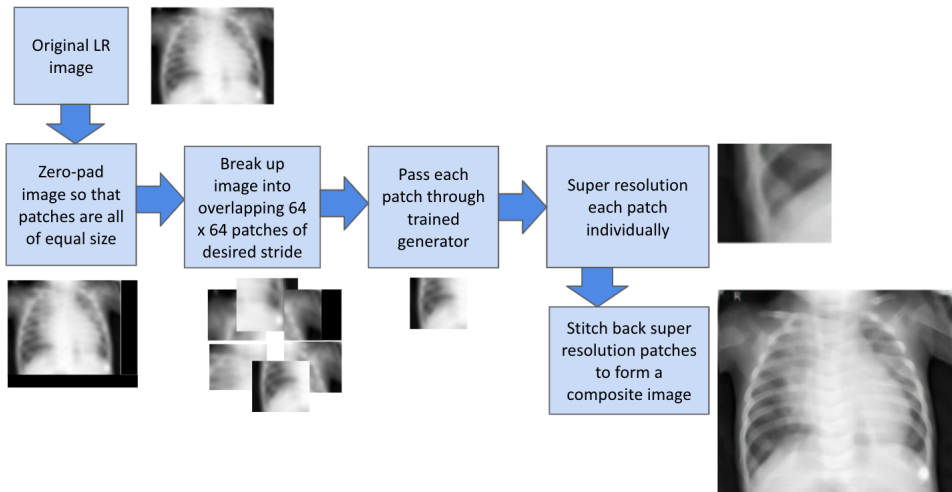 Original LR
image
Zero-pad
image so that
patches are all
of equal size
Break up
image into
overlapping 64
x 64 patches of
desired stride
Pass each
patch through
trained
generator
Super resolution
each patch
individually
Stitch back super
resolution patches
to form a
composite image
R